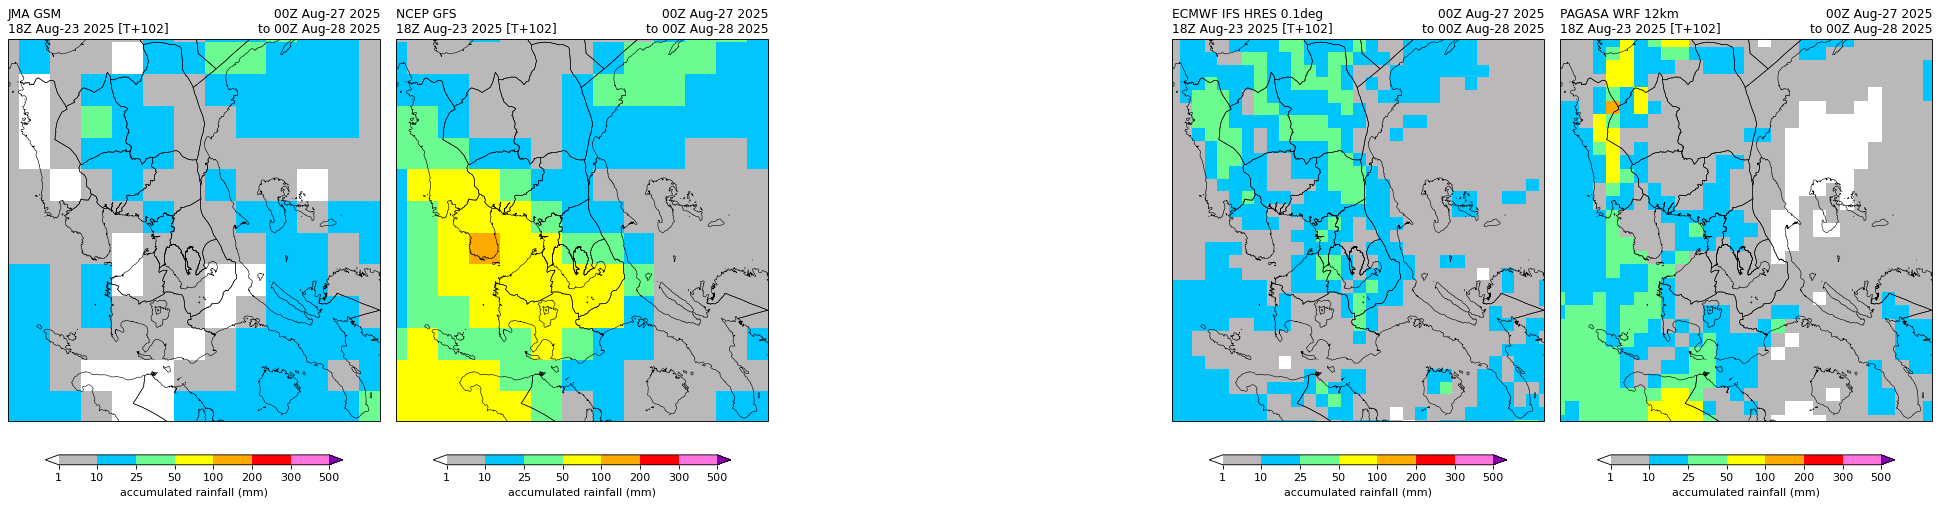 JMA GSM 00Z Aug-27 2025
18Z Aug-23 2025 [T+102] to 00Z Aug-28 2025
1 10 25 50 100 200 300 500
accumulated rainfall (mm)
NCEP GFS 00Z Aug-27 2025
18Z Aug-23 2025 [T+102] to 00Z Aug-28 2025
1 10 25 50 100 200 300 500
accumulated rainfall (mm)
ECMWF IFS HRES 0.1deg 00Z Aug-27 2025
18Z Aug-23 2025 [T+102] to 00Z Aug-28 2025
1 10 25 50 100 200 300 500
accumulated rainfall (mm)
PAGASA WRF 12km 00Z Aug-27 2025
18Z Aug-23 2025 [T+102] to 00Z Aug-28 2025
1 10 25 50 100 200 300 500
accumulated rainfall (mm)